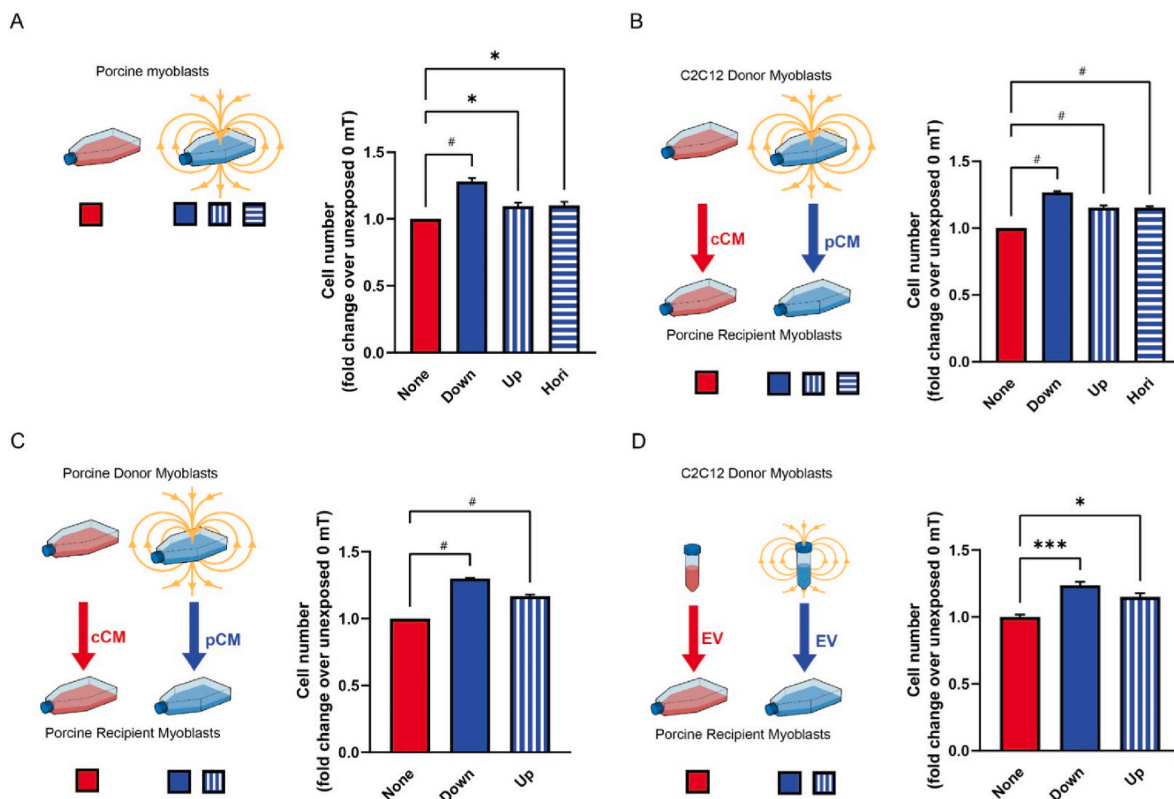 A
Porcine myoblasts
Cell number
(fold change over unexposed 0 mT)
1.5
1.0
0.5
0.0
#
*
*
None
Down
Up
Hori
B
C2C12 Donor Myoblasts
cCM
pCM
Porcine Recipient Myoblasts
Cell number
(fold change over unexposed 0 mT)
1.5
1.0
0.5
0.0
#
#
#
None
Down
Up
Hori
C
Porcine Donor Myoblasts
cCM
pCM
Porcine Recipient Myoblasts
Cell number
(fold change over unexposed 0 mT)
1.5
1.0
0.5
0.0
#
#
None
Down
Up
D
C2C12 Donor Myoblasts
EV
EV
Porcine Recipient Myoblasts
Cell number
(fold change over unexposed 0 mT)
1.5
1.0
0.5
0.0
***
*
None
Down
Up